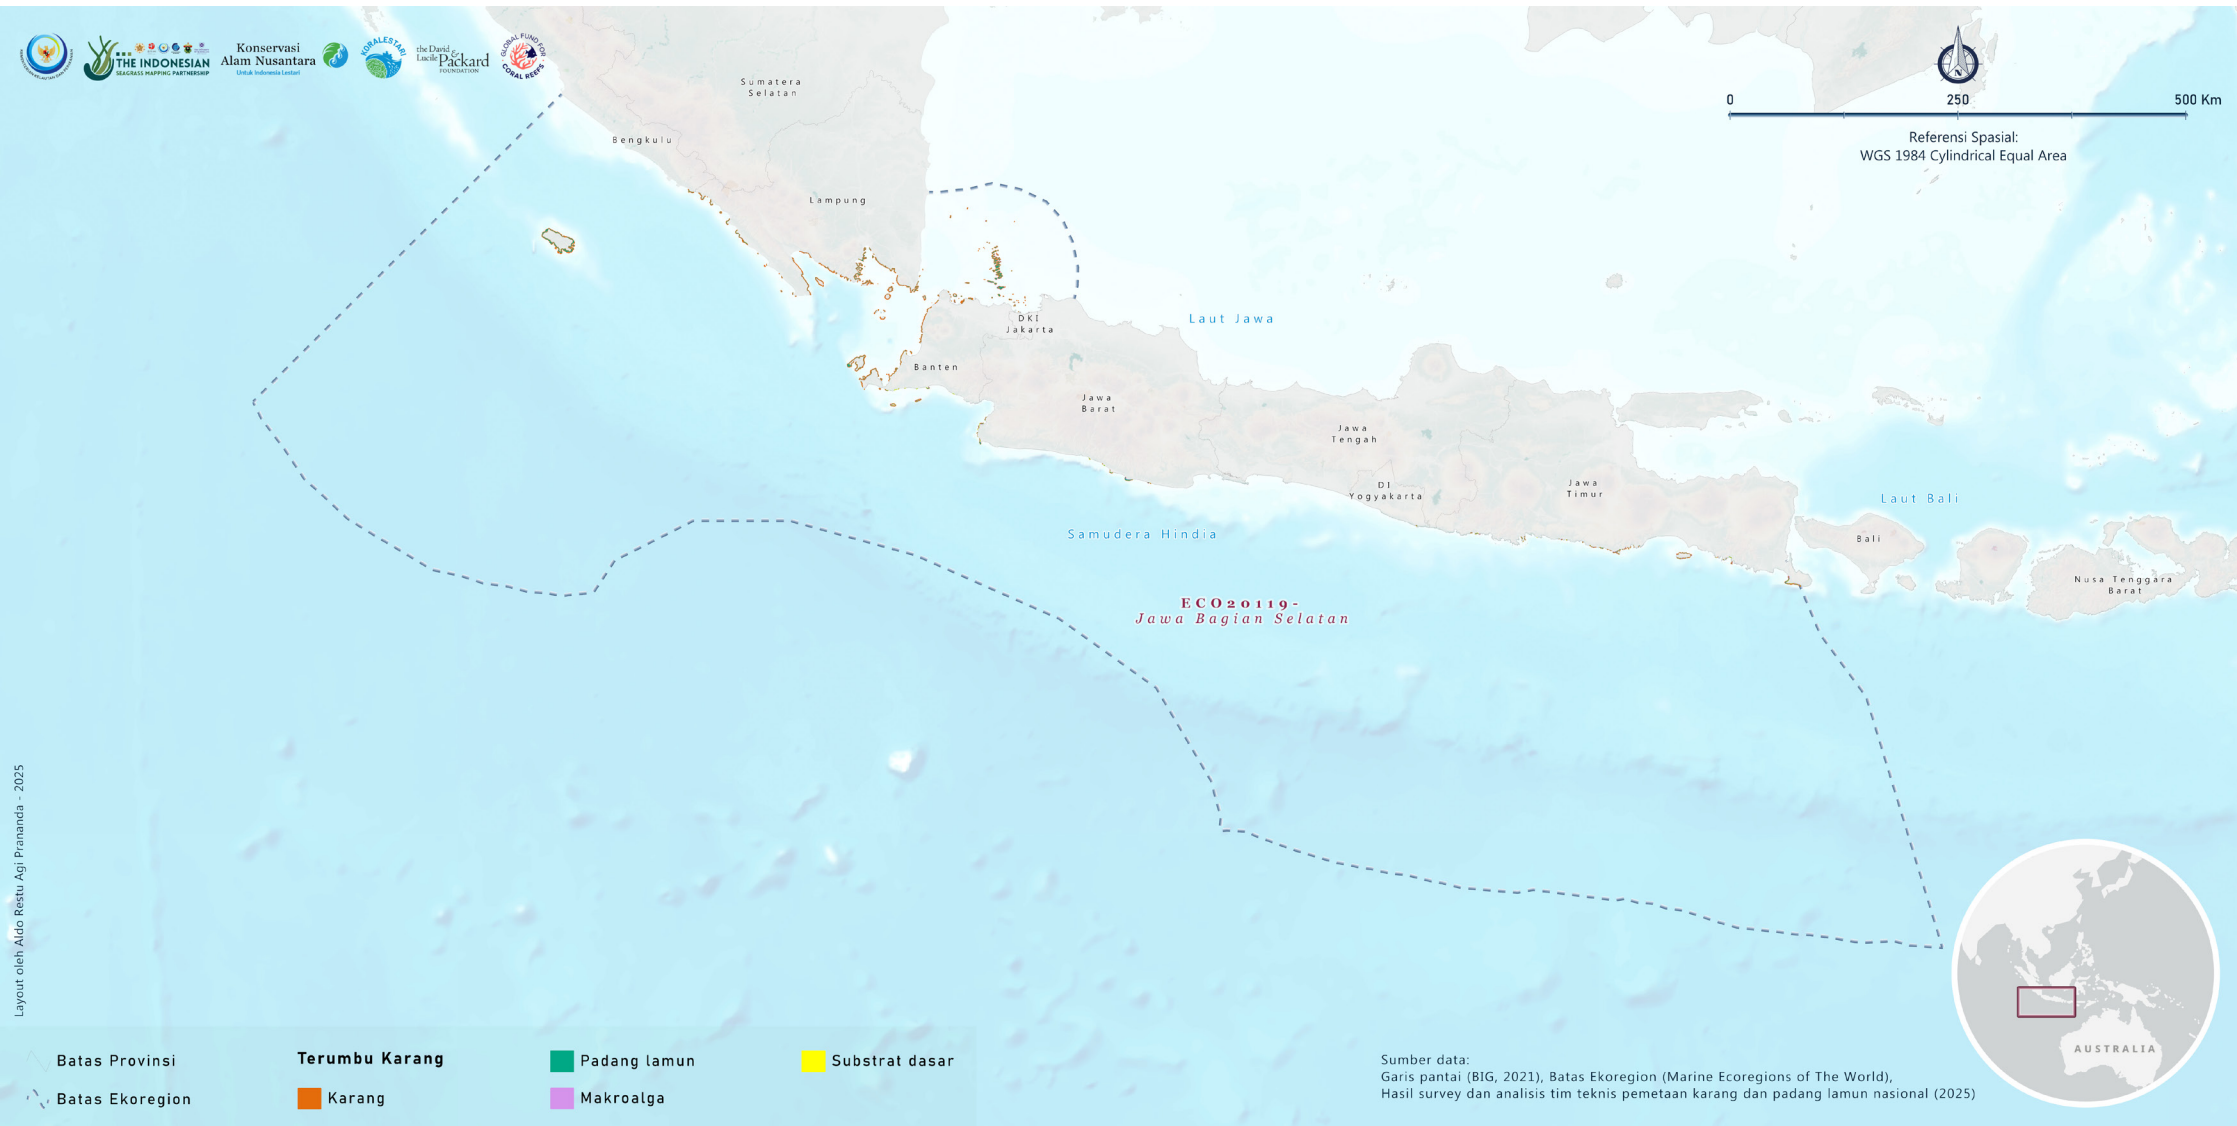 THE INDONESIAN
SEAGRASS MAPPING PARTNERSHIP
Konservasi
Alam Nusantara
Untuk Indonesia Lestari
KORALESTARI
the David &
Lucile Packard
FOUNDATION
GLOBAL FUND FOR
CORAL REEFS
N
0 250 500 Km
Referensi Spasial:
WGS 1984 Cylindrical Equal Area
Sumatera
Selatan
Bengkulu
Lampung
DKI
Jakarta
Laut Jawa
Banten
Jawa
Barat
Jawa
Tengah
DI
Yogyakarta
Jawa
Timur
Laut Bali
Bali
Samudera Hindia
Nusa Tenggara
Barat
ECO20119-
Jawa Bagian Selatan
Layout oleh Aldo Restu Agi Prananda - 2025
AUSTRALIA
Batas Provinsi
Batas Ekoregion
Terumbu Karang
Karang
Padang lamun
Makroalga
Substrat dasar
Sumber data:
Garis pantai (BIG, 2021), Batas Ekoregion (Marine Ecoregions of The World),
Hasil survey dan analisis tim teknis pemetaan karang dan padang lamun nasional (2025)